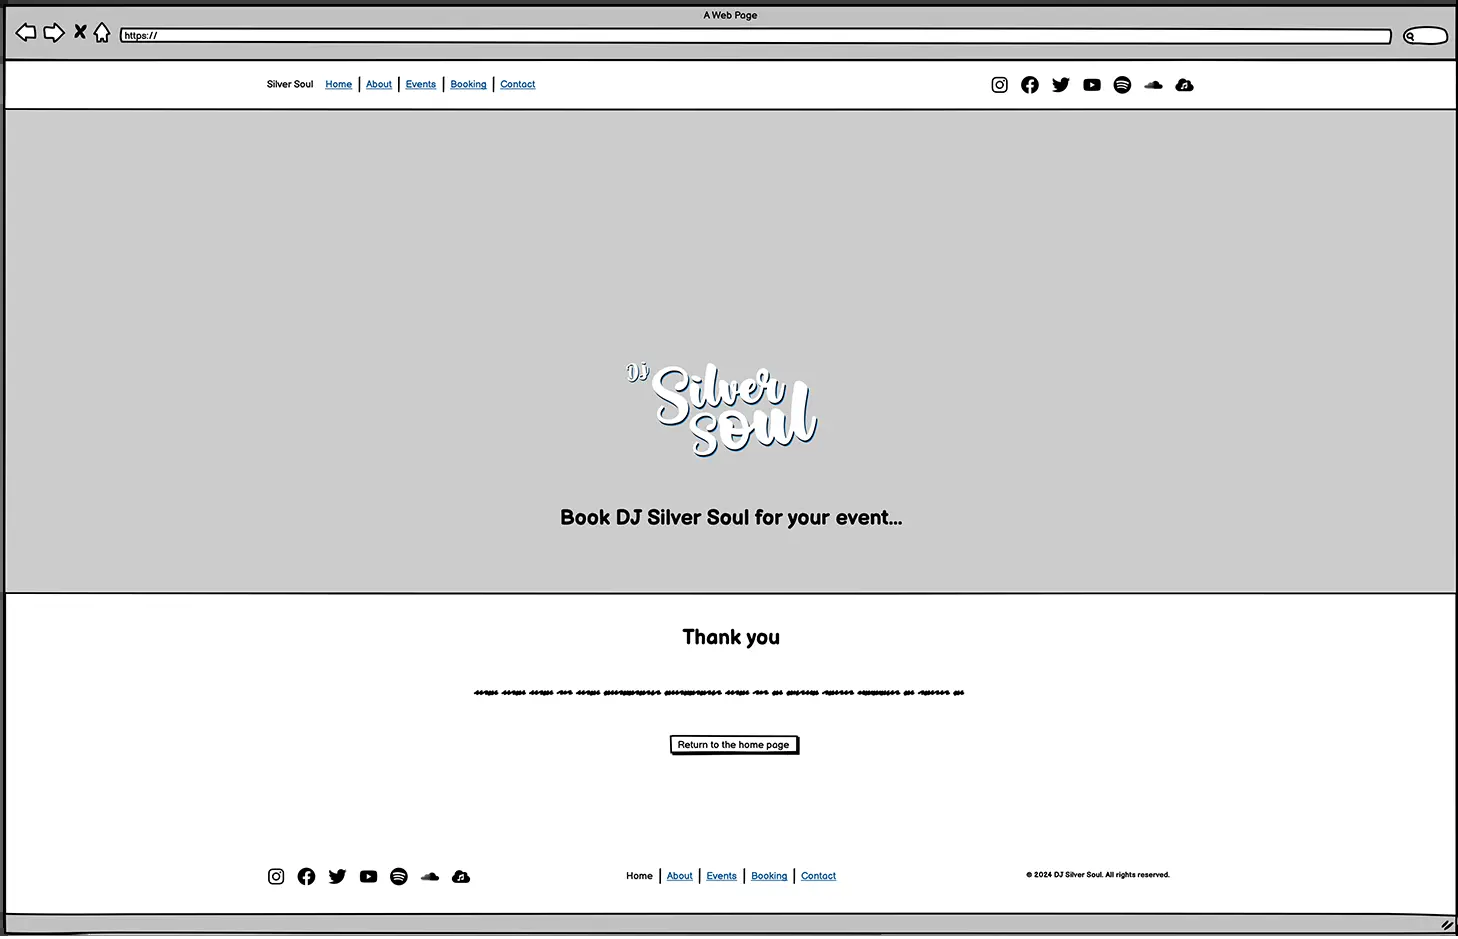 A Web Page
https://
Silver Soul Home | About | Events | Booking | Contact
DJ
Silver
Soul
Book DJ Silver Soul for your event...
Thank you
Return to the home page
Home | About | Events | Booking | Contact
© 2024 DJ Silver Soul. All rights reserved.